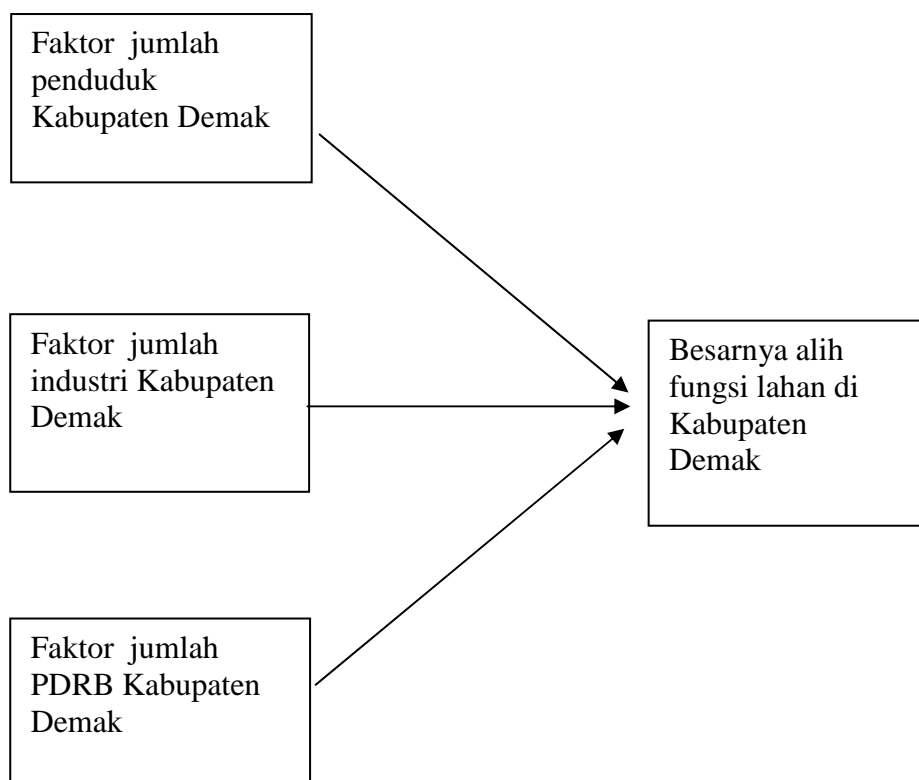 Faktor jumlah
penduduk
Kabupaten Demak
Faktor jumlah
industri Kabupaten
Demak
Besarnya alih
fungsi lahan di
Kabupaten
Demak
Faktor jumlah
PDRB Kabupaten
Demak